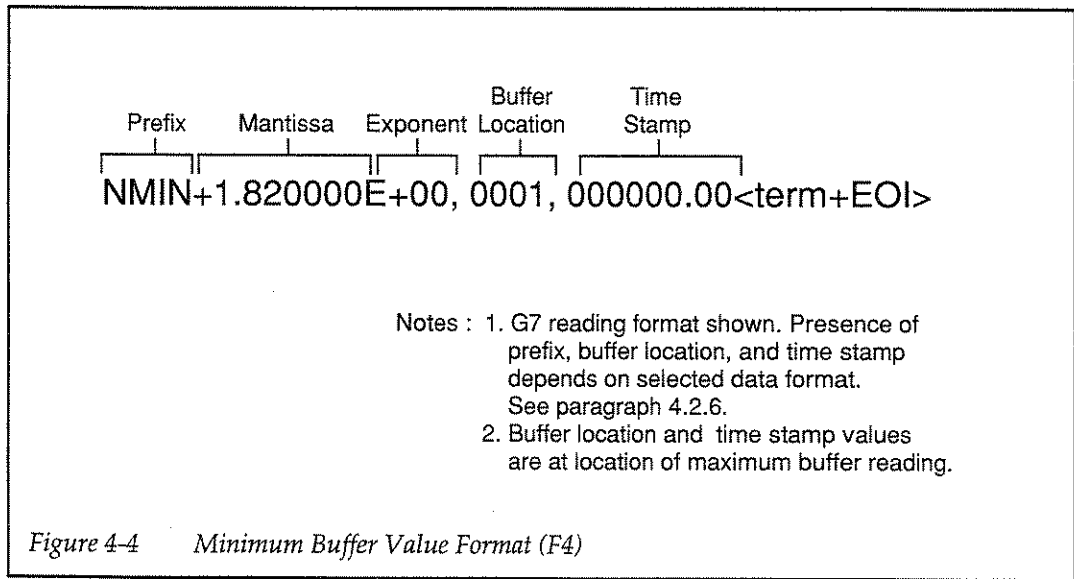 Buffer Time
Prefix Mantissa Exponent Location Stamp
NMIN+1.820000E+00, 0001, 000000.00<term+EOI>
Notes : 1. G7 reading format shown. Presence of
prefix, buffer location, and time stamp
depends on selected data format.
See paragraph 4.2.6.
2. Buffer location and time stamp values
are at location of maximum buffer reading.
Figure 4-4 Minimum Buffer Value Format (F4)